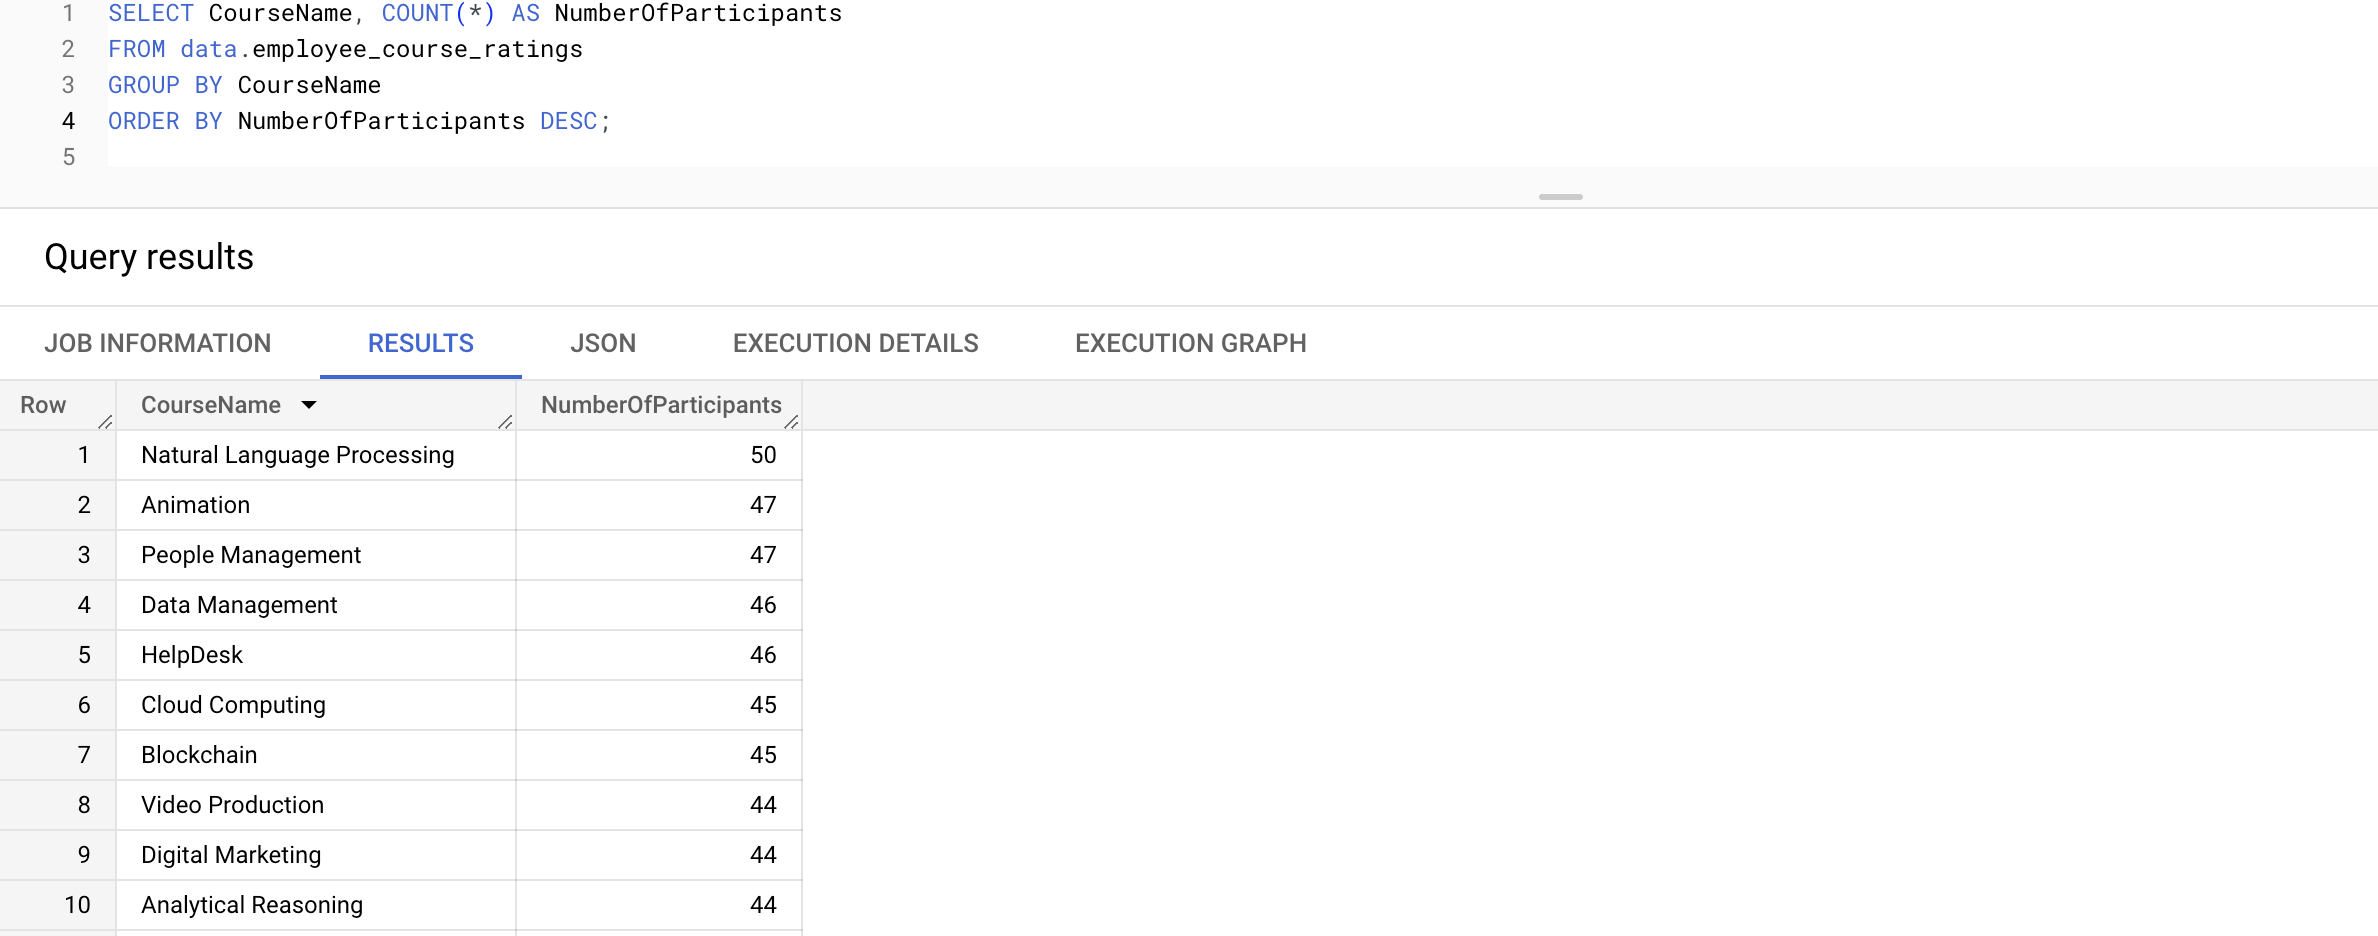 1 SELECT CourseName, COUNT(*) AS NumberOfParticipants
2 FROM data.employee_course_ratings
3 GROUP BY CourseName
4 ORDER BY NumberOfParticipants DESC;
5
Query results
JOB INFORMATION RESULTS JSON EXECUTION DETAILS EXECUTION GRAPH
Row CourseName NumberOfParticipants
1 Natural Language Processing 50
2 Animation 47
3 People Management 47
4 Data Management 46
5 HelpDesk 46
6 Cloud Computing 45
7 Blockchain 45
8 Video Production 44
9 Digital Marketing 44
10 Analytical Reasoning 44